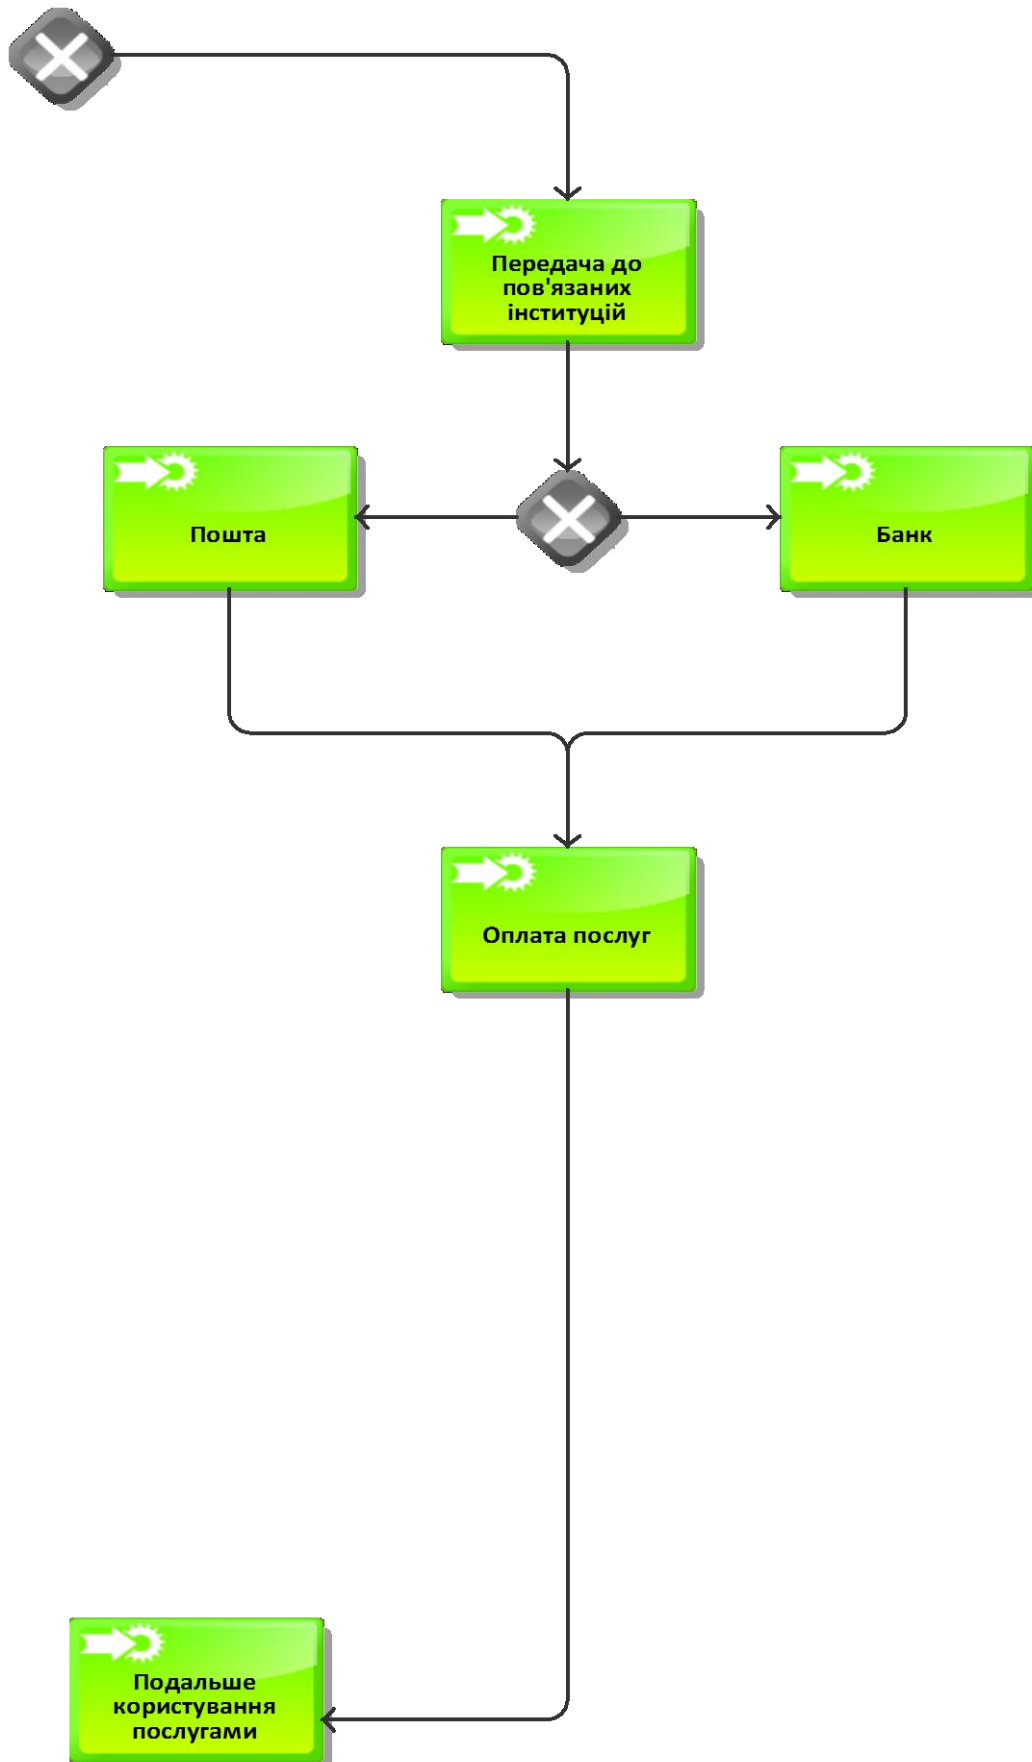 Передача до
пов'язаних
інституцій
Пошта
Банк
Оплата послуг
Подальше
користування
послугами